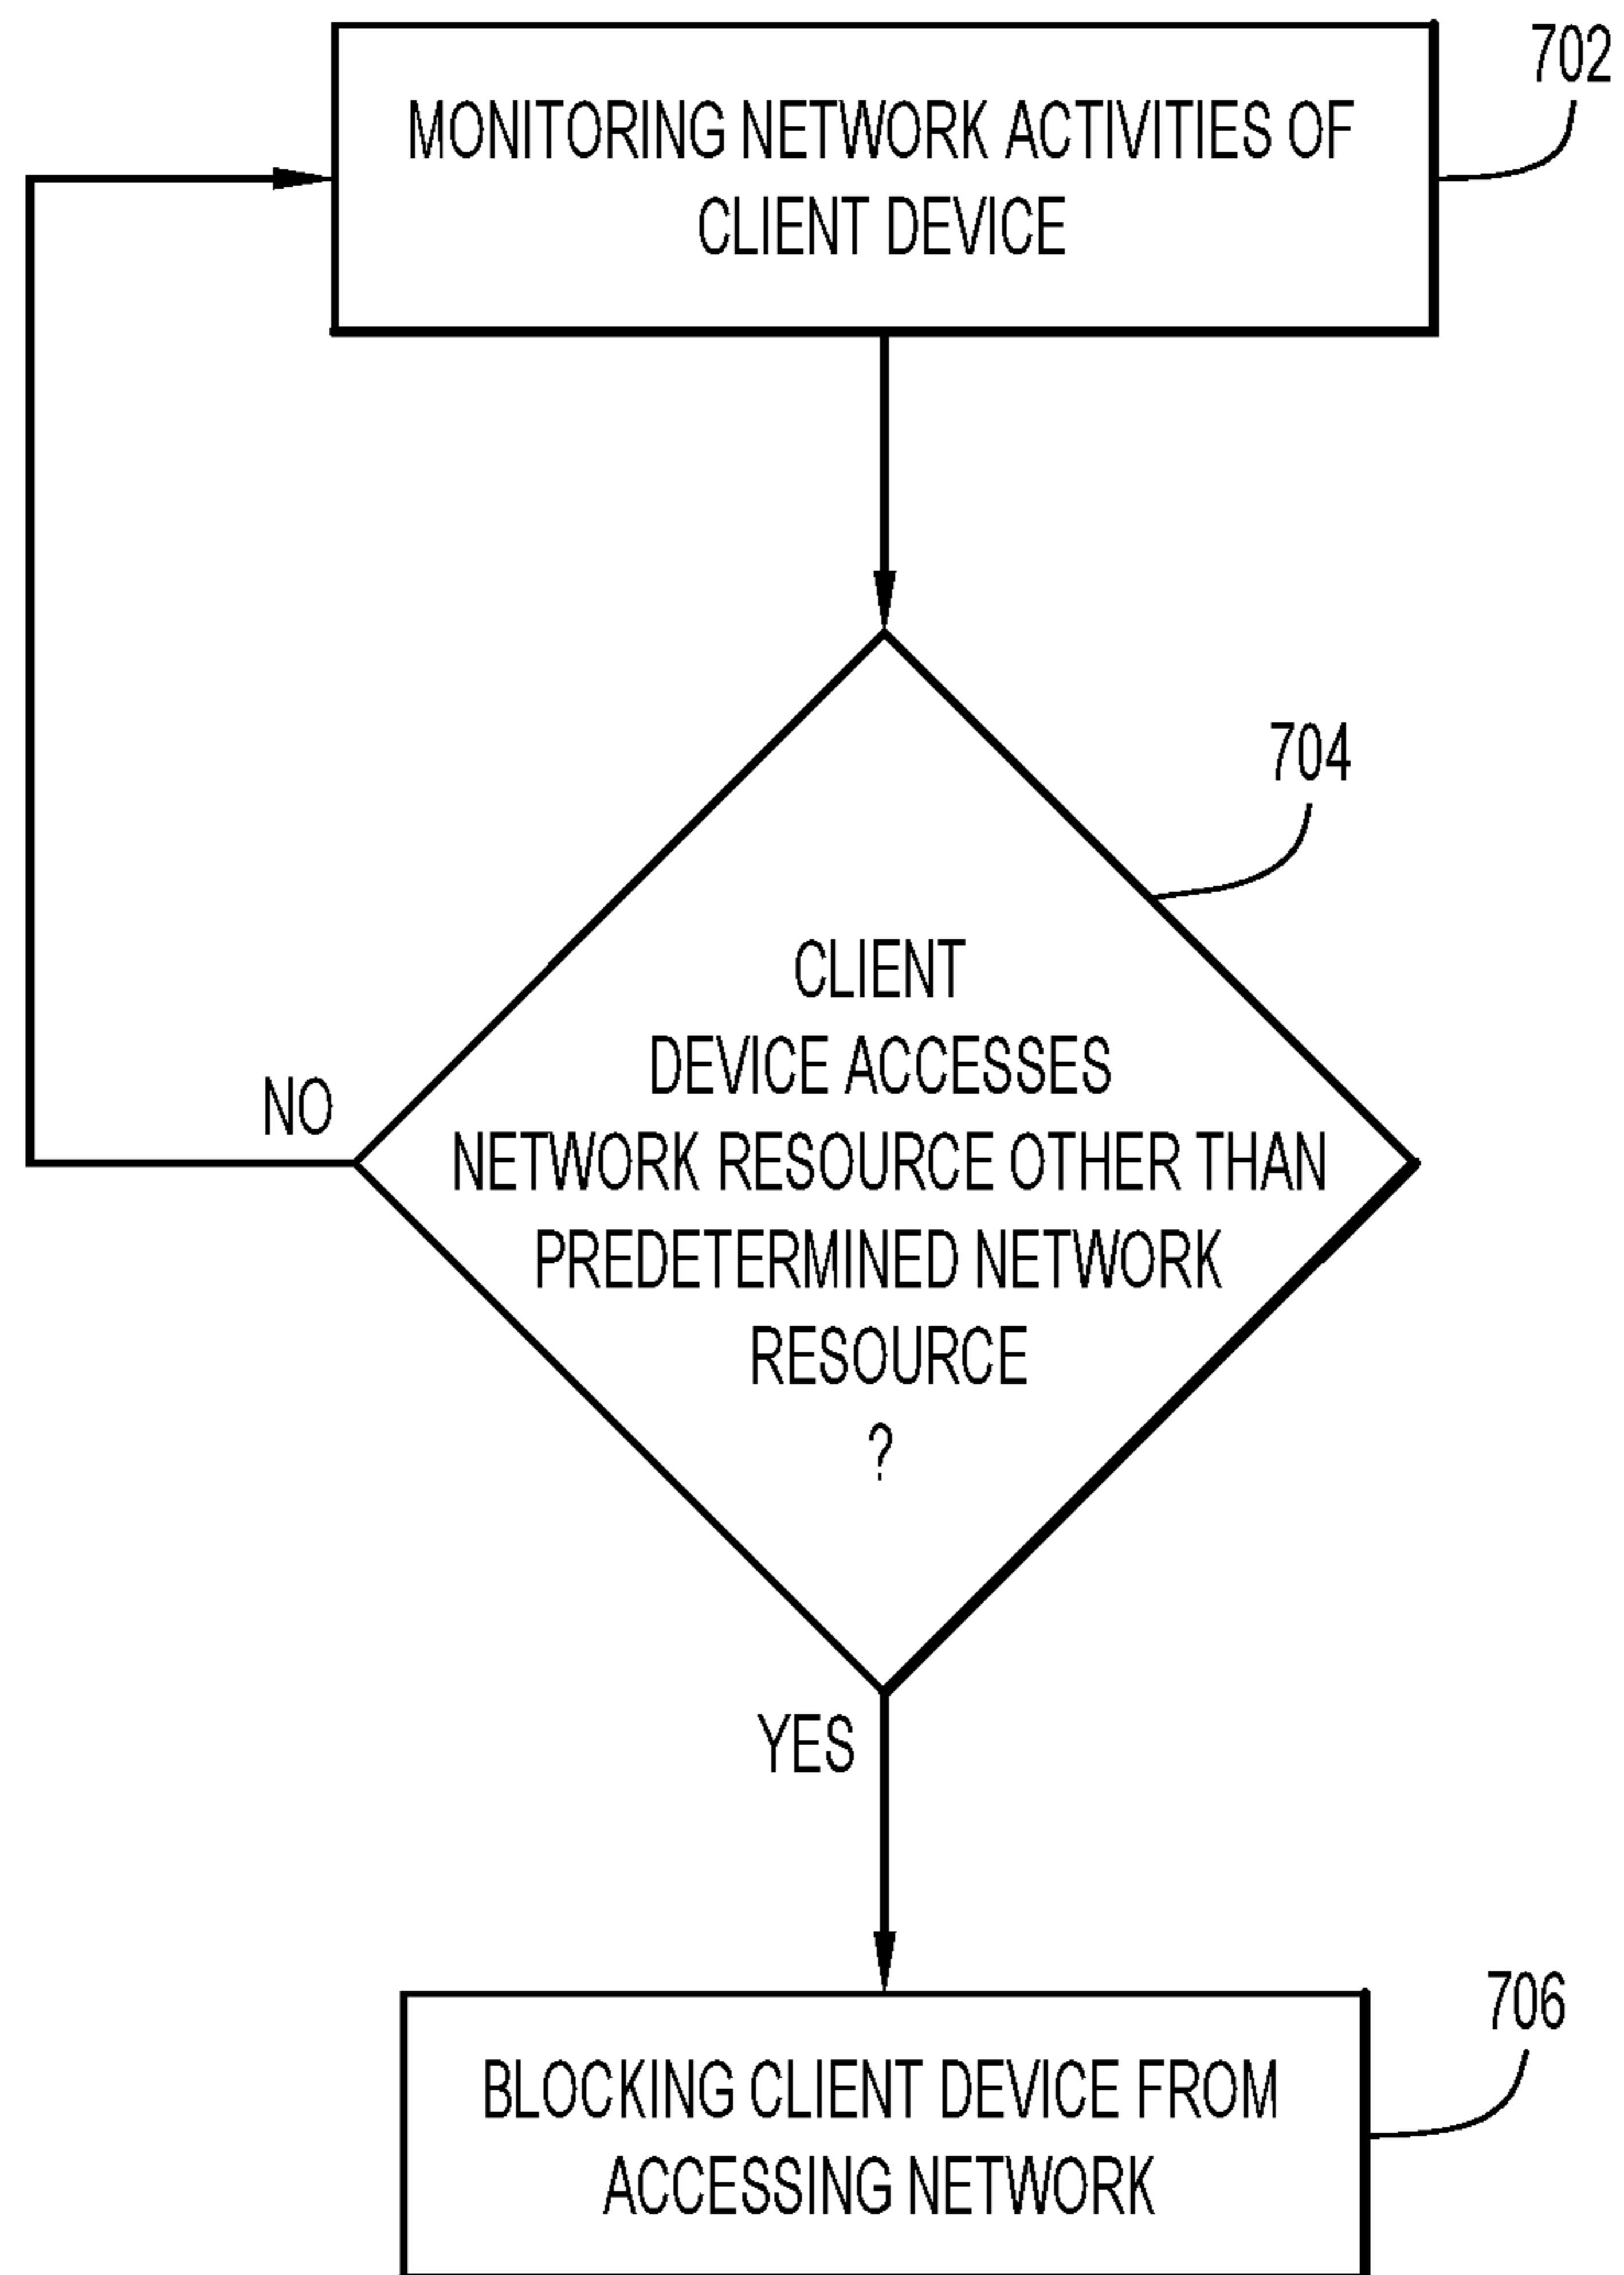 702
MONITORING NETWORK ACTIVITIES OF
CLIENT DEVICE
704
CLIENT
DEVICE ACCESSES
NETWORK RESOURCE OTHER THAN
PREDETERMINED NETWORK
RESOURCE
?
NO
YES
706
BLOCKING CLIENT DEVICE FROM
ACCESSING NETWORK